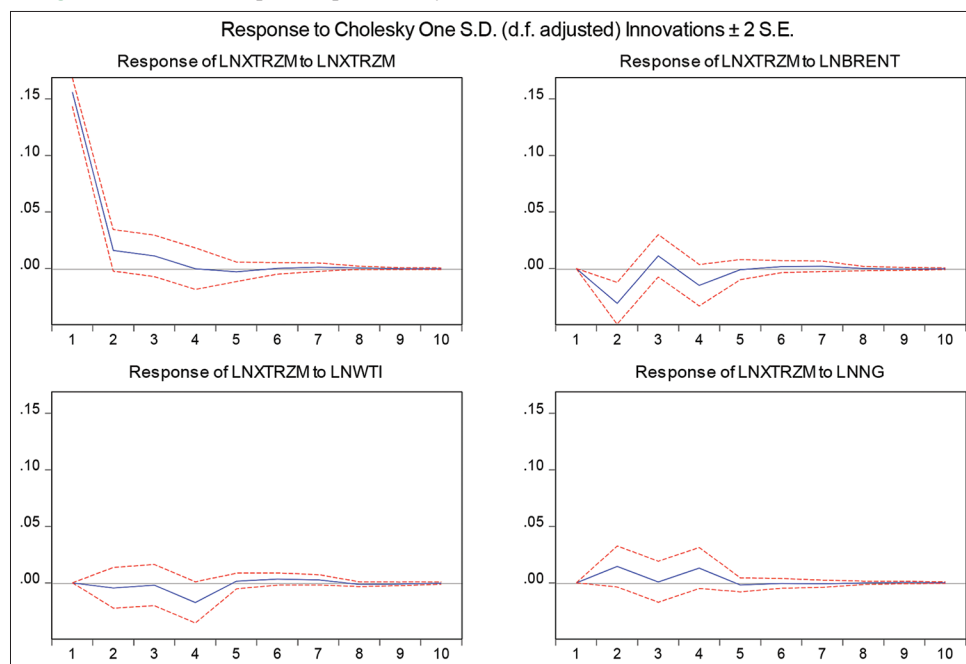 Response to Cholesky One S.D. (d.f. adjusted) Innovations ± 2 S.E.
Response of LNXTRZM to LNXTRZM
.15
.10
.05
.00
1 2 3 4 5 6 7 8 9 10
Response of LNXTRZM to LNBRENT
.15
.10
.05
.00
1 2 3 4 5 6 7 8 9 10
Response of LNXTRZM to LNWTI
.15
.10
.05
.00
1 2 3 4 5 6 7 8 9 10
Response of LNXTRZM to LNNG
.15
.10
.05
.00
1 2 3 4 5 6 7 8 9 10